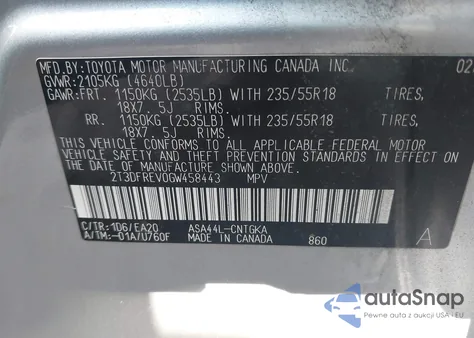 MFD.BY:TOYOTA MOTOR MANUFACTURING CANADA INC. 02
GVWR:2105KG (4640LB)
GAWR:FRT. 1150KG (2535LB) WITH 235/55R18 TIRES,
18X7.5J RIMS.
RR. 1150KG (2535LB) WITH 235/55R18 TIRES,
18X7.5J RIMS.
THIS VEHICLE CONFORMS TO ALL APPLICABLE FEDERAL MOTOR
VEHICLE SAFETY AND BUMPER STANDARDS IN EFFECT ON
THE DATE OF MANUFACTURE SHOWN ABOVE.
2T3DFREV0GW458443 MPV
C/TR:1D6/EA20 ASA44L-CNTGKA
A/TM:-01A/U760F MADE IN CANADA 860 A
autoSnap
Pewne auta z aukcji USA i EU